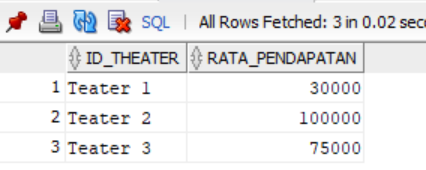 SQL | All Rows Fetched: 3 in 0.02
ID_THEATER RATA_PENDAPATAN
1 Teater 1 30000
2 Teater 2 100000
3 Teater 3 75000